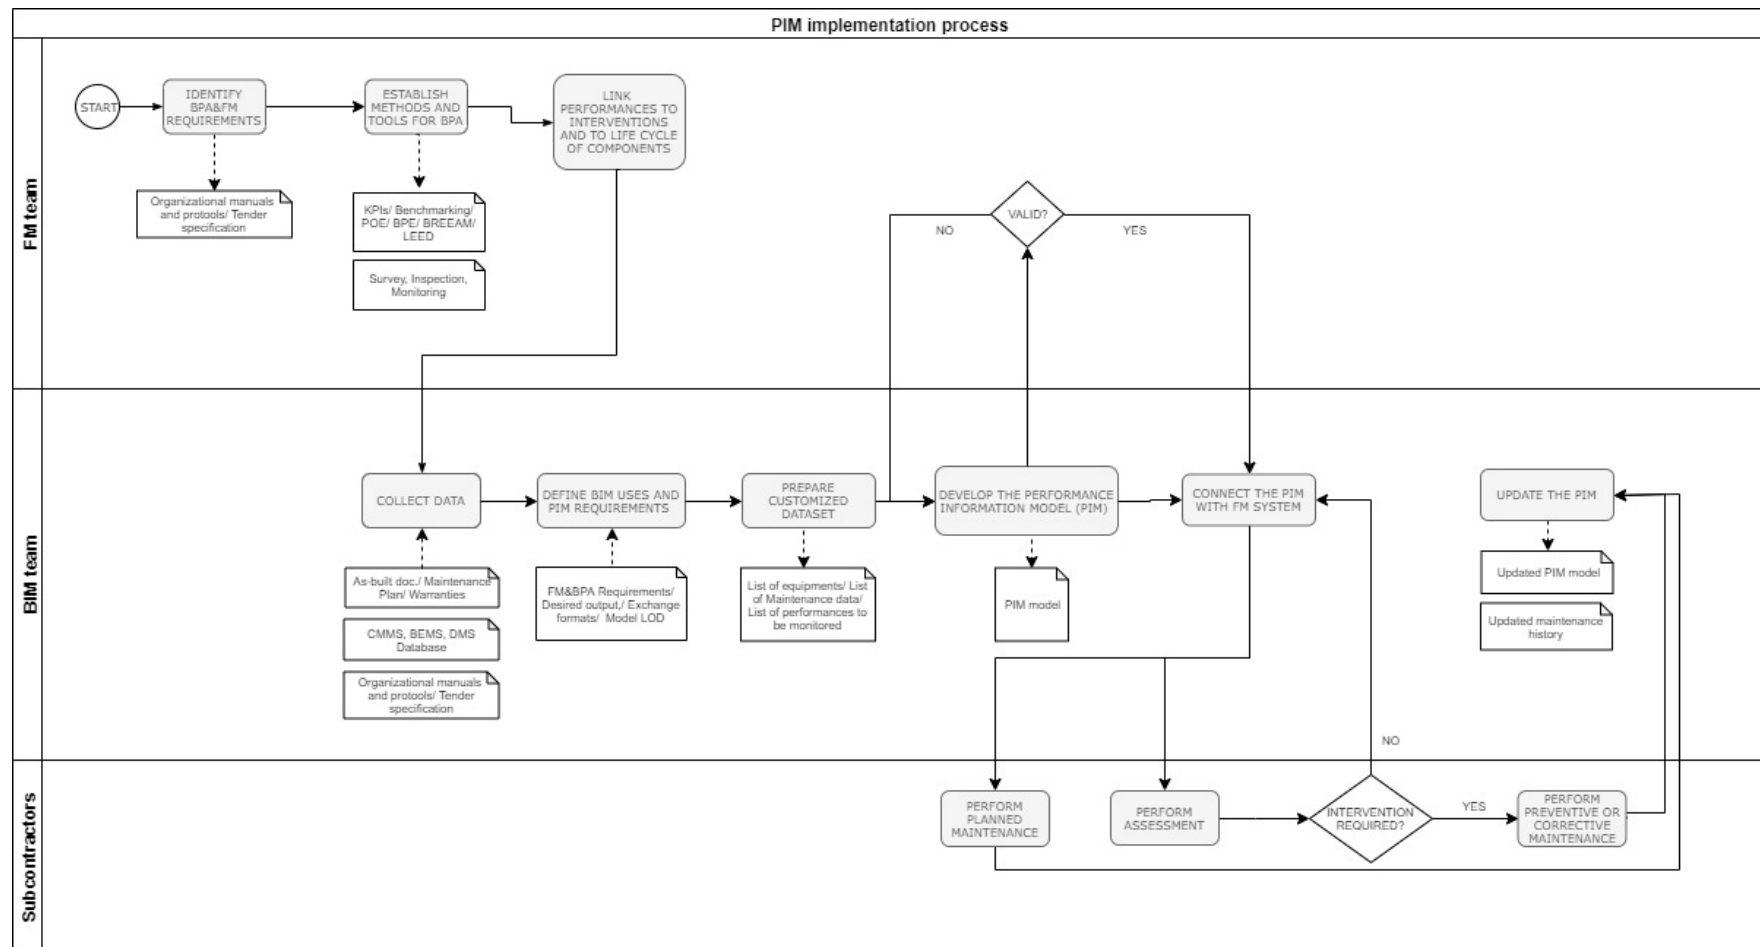 PIM implementation process
FM team
START
IDENTIFY
BPA&FM
REQUIREMENTS
ESTABLISH
METHODS AND
TOOLS FOR BPA
LINK
PERFORMANCES TO
INTERVENTIONS
AND TO LIFE CYCLE
OF COMPONENTS
Organizational manuals
and protools/ Tender
specification
KPIs/ Benchmarking/
POE/ BPE/ BREEAM/
LEED
Survey, Inspection,
Monitoring
VALID?
NO
YES
BIM team
COLLECT DATA
DEFINE BIM USES AND
PIM REQUIREMENTS
PREPARE
CUSTOMIZED
DATASET
DEVELOP THE PERFORMANCE
INFORMATION MODEL (PIM)
CONNECT THE PIM
WITH FM SYSTEM
UPDATE THE PIM
As-built doc./ Maintenance
Plan/ Warranties
CMMS, BEMS, DMS
Database
Organizational manuals
and protools/ Tender
specification
FM&BPA Requirements/
Desired output,/ Exchange
formats/ Model LOD
List of equipments/ List
of Maintenance data/
List of performances to
be monitored
PIM model
Updated PIM model
Updated maintenance
history
NO
Subcontractors
PERFORM
PLANNED
MAINTENANCE
PERFORM
ASSESSMENT
INTERVENTION
REQUIRED?
YES
PERFORM
PREVENTIVE OR
CORRECTIVE
MAINTENANCE